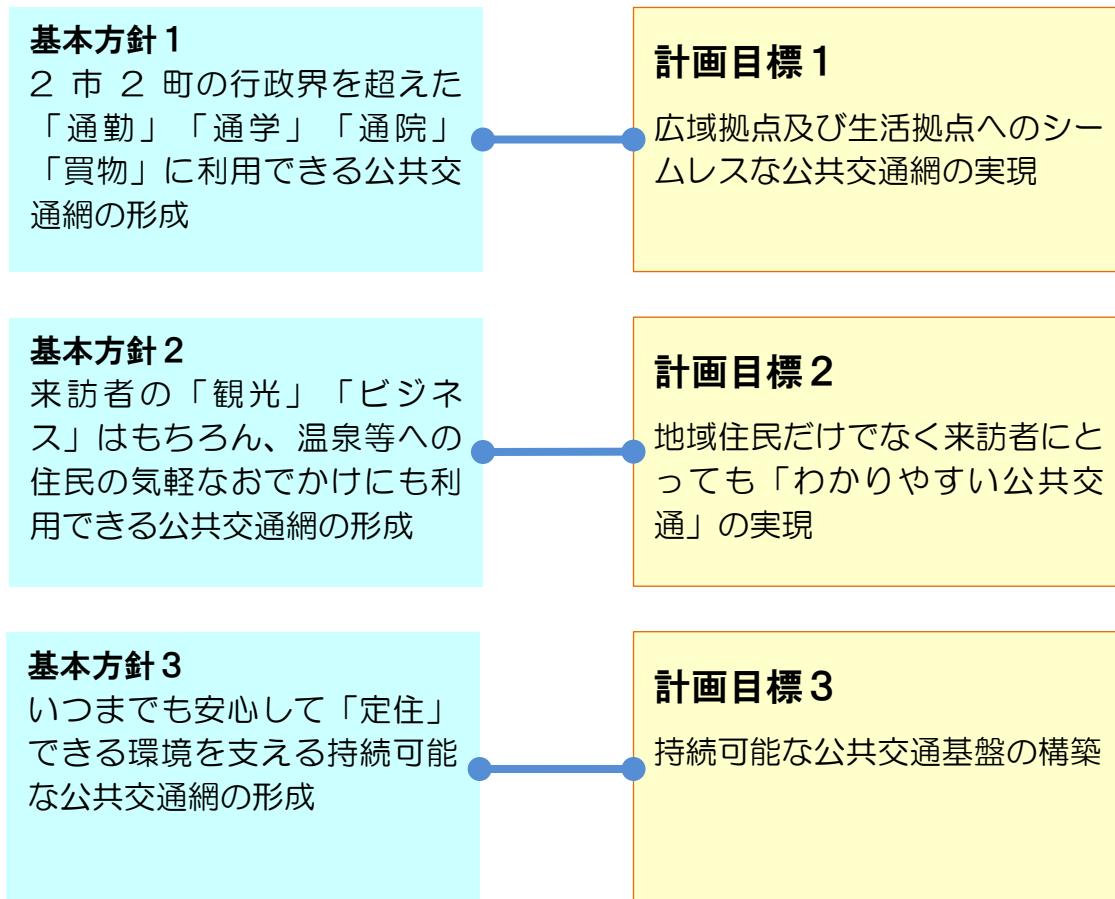 基本方針1
2 市 2 町の行政界を超えた
「通勤」「通学」「通院」
「買物」に利用できる公共交
通網の形成
計画目標1
広域拠点及び生活拠点へのシー
ムレスな公共交通網の実現
基本方針2
来訪者の「観光」「ビジネ
ス」はもちろん、温泉等への
住民の気軽なおでかけにも利
用できる公共交通網の形成
計画目標2
地域住民だけでなく来訪者にと
っても「わかりやすい公共交
通」の実現
基本方針3
いつまでも安心して「定住」
できる環境を支える持続可能
な公共交通網の形成
計画目標3
持続可能な公共交通基盤の構築